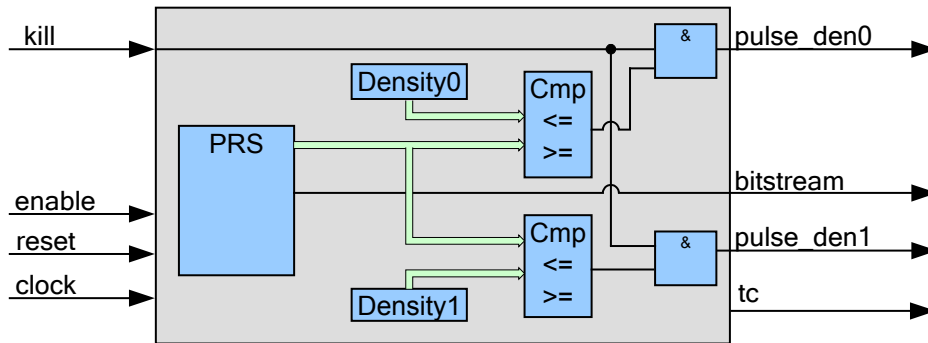 kill
&
pulse_den0
Density0
Cmp
<=
>=
PRS
bitstream
enable
reset
clock
Cmp
<=
>=
&
pulse_den1
Density1
tc